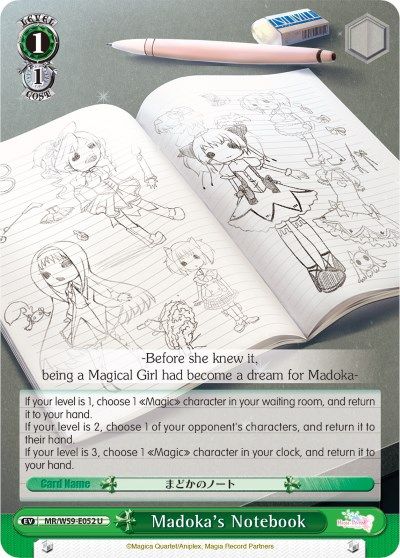 LEVEL
1
1
COST
-Before she knew it,
being a Magical Girl had become a dream for Madoka-
If your level is 1, choose 1 «Magic» character in your waiting room, and return
it to your hand.
If your level is 2, choose 1 of your opponent's characters, and return it to
their hand.
If your level is 3, choose 1 «Magic» character in your clock, and return it to
your hand.
Card Name まどかのノート
EV MR/W59-E052 U Madoka's Notebook
©Magica Quartet/Aniplex, Magia Record Partners